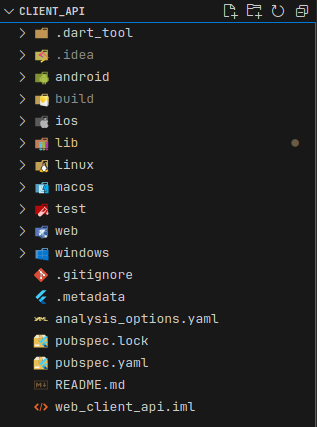 CLIENT_API
.dart_tool
.idea
android
build
ios
lib
linux
macos
test
web
windows
.gitignore
.metadata
analysis_options.yaml
pubspec.lock
pubspec.yaml
README.md
web_client_api.iml